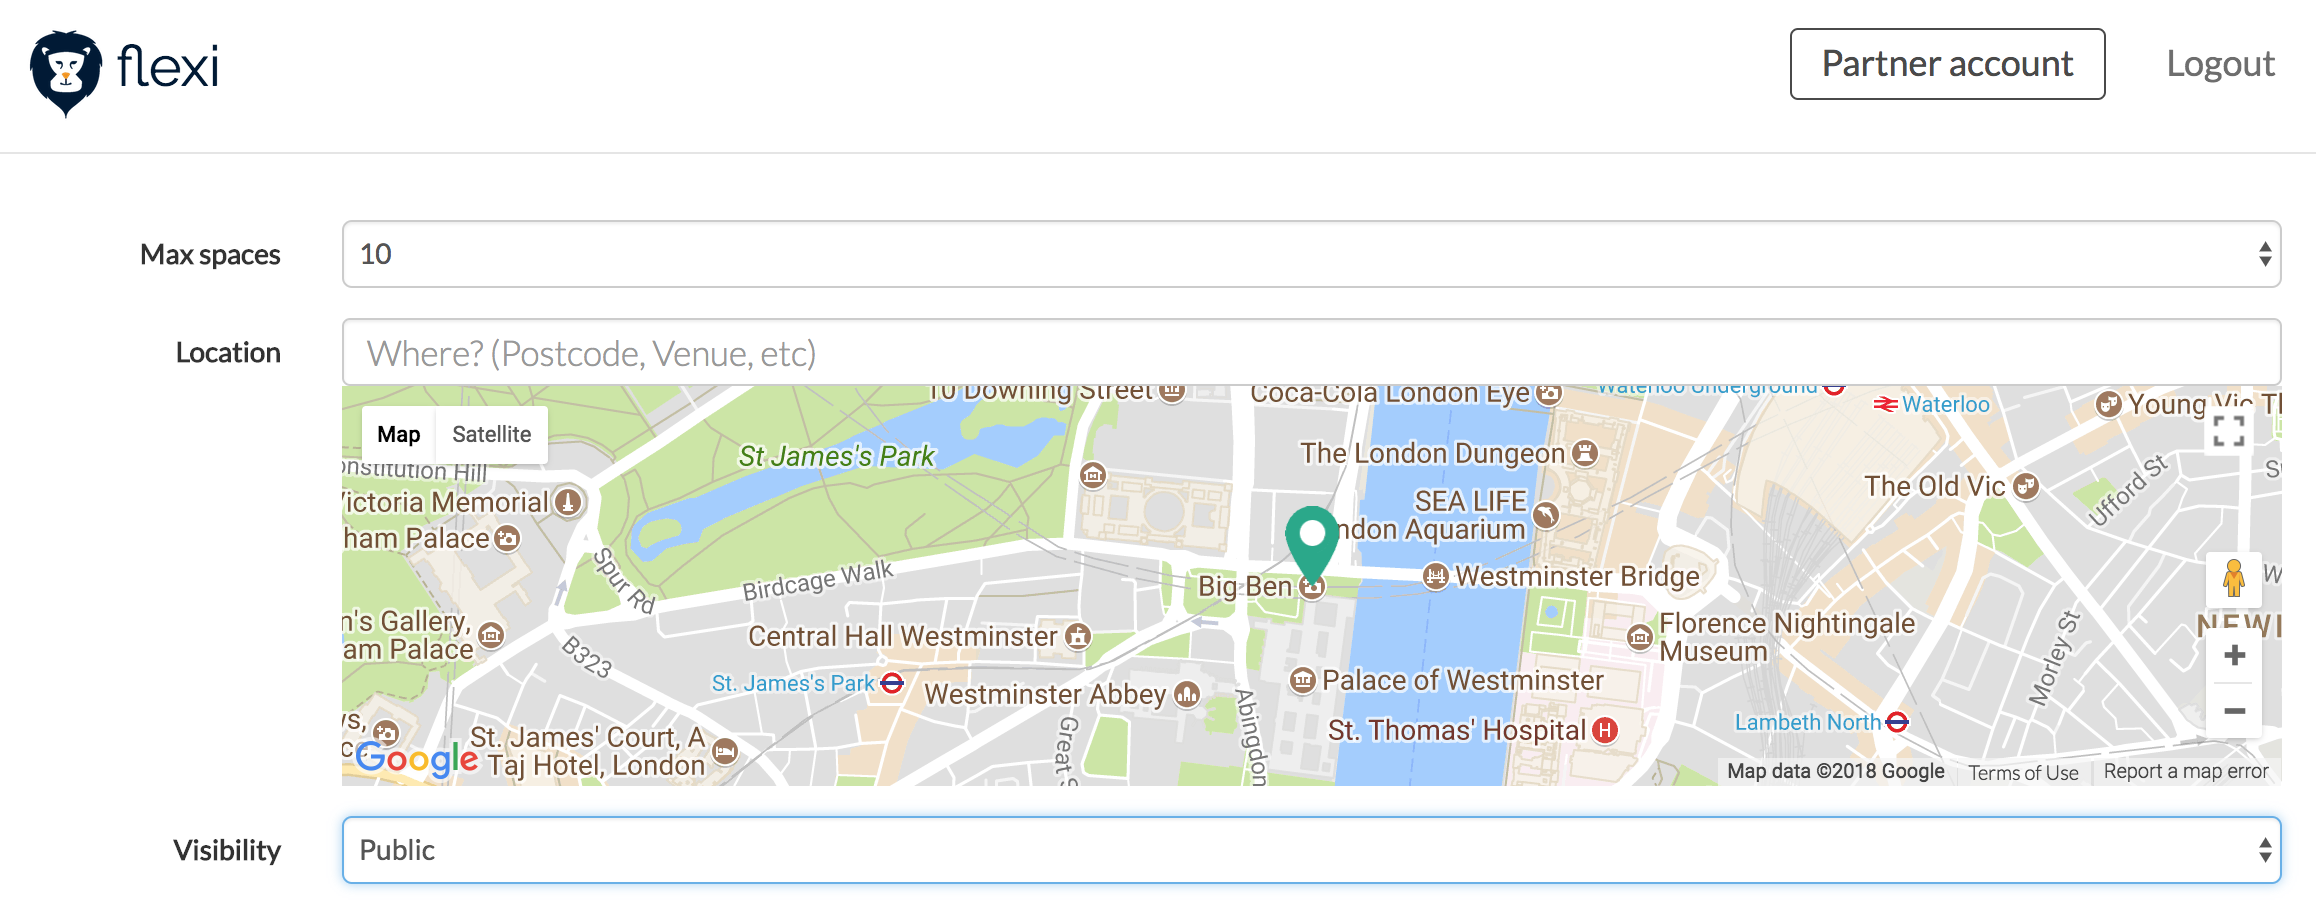 flexi
Partner account
Logout
Max spaces
10
Location
Where? (Postcode, Venue, etc)
10 Downing Street
Coca-Cola London Eye
Waterloo Underground
Waterloo
Young Vic Th
Map
Satellite
St James's Park
The London Dungeon
onstitution Hill
The Old Vic
Ufford St
Victoria Memorial
SEA LIFE
ndon Aquarium
ham Palace
Spur Rd
Birdcage Walk
Big Ben
Westminster Bridge
n's Gallery,
am Palace
Central Hall Westminster
Florence Nightingale
Museum
NEWI
B323
Morley St
St. James's Park
Westminster Abbey
Palace of Westminster
Abingdon
Great S
St. Thomas' Hospital
Lambeth North
St. James' Court, A
Taj Hotel, London
Google
Map data ©2018 Google
Terms of Use
Report a map error
Visibility
Public